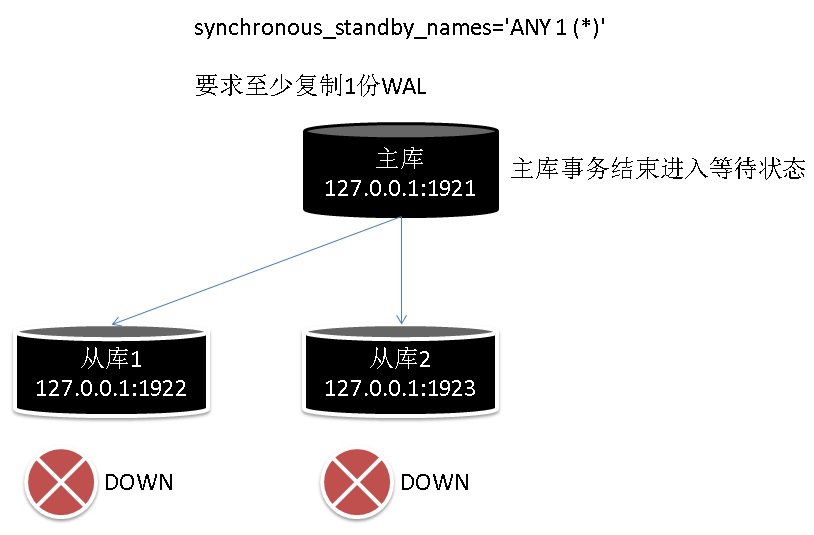 synchronous_standby_names='ANY 1 (*)'
要求至少复制1份WAL
主库
127.0.0.1:1921
主库事务结束进入等待状态
从库1
127.0.0.1:1922
从库2
127.0.0.1:1923
DOWN
DOWN